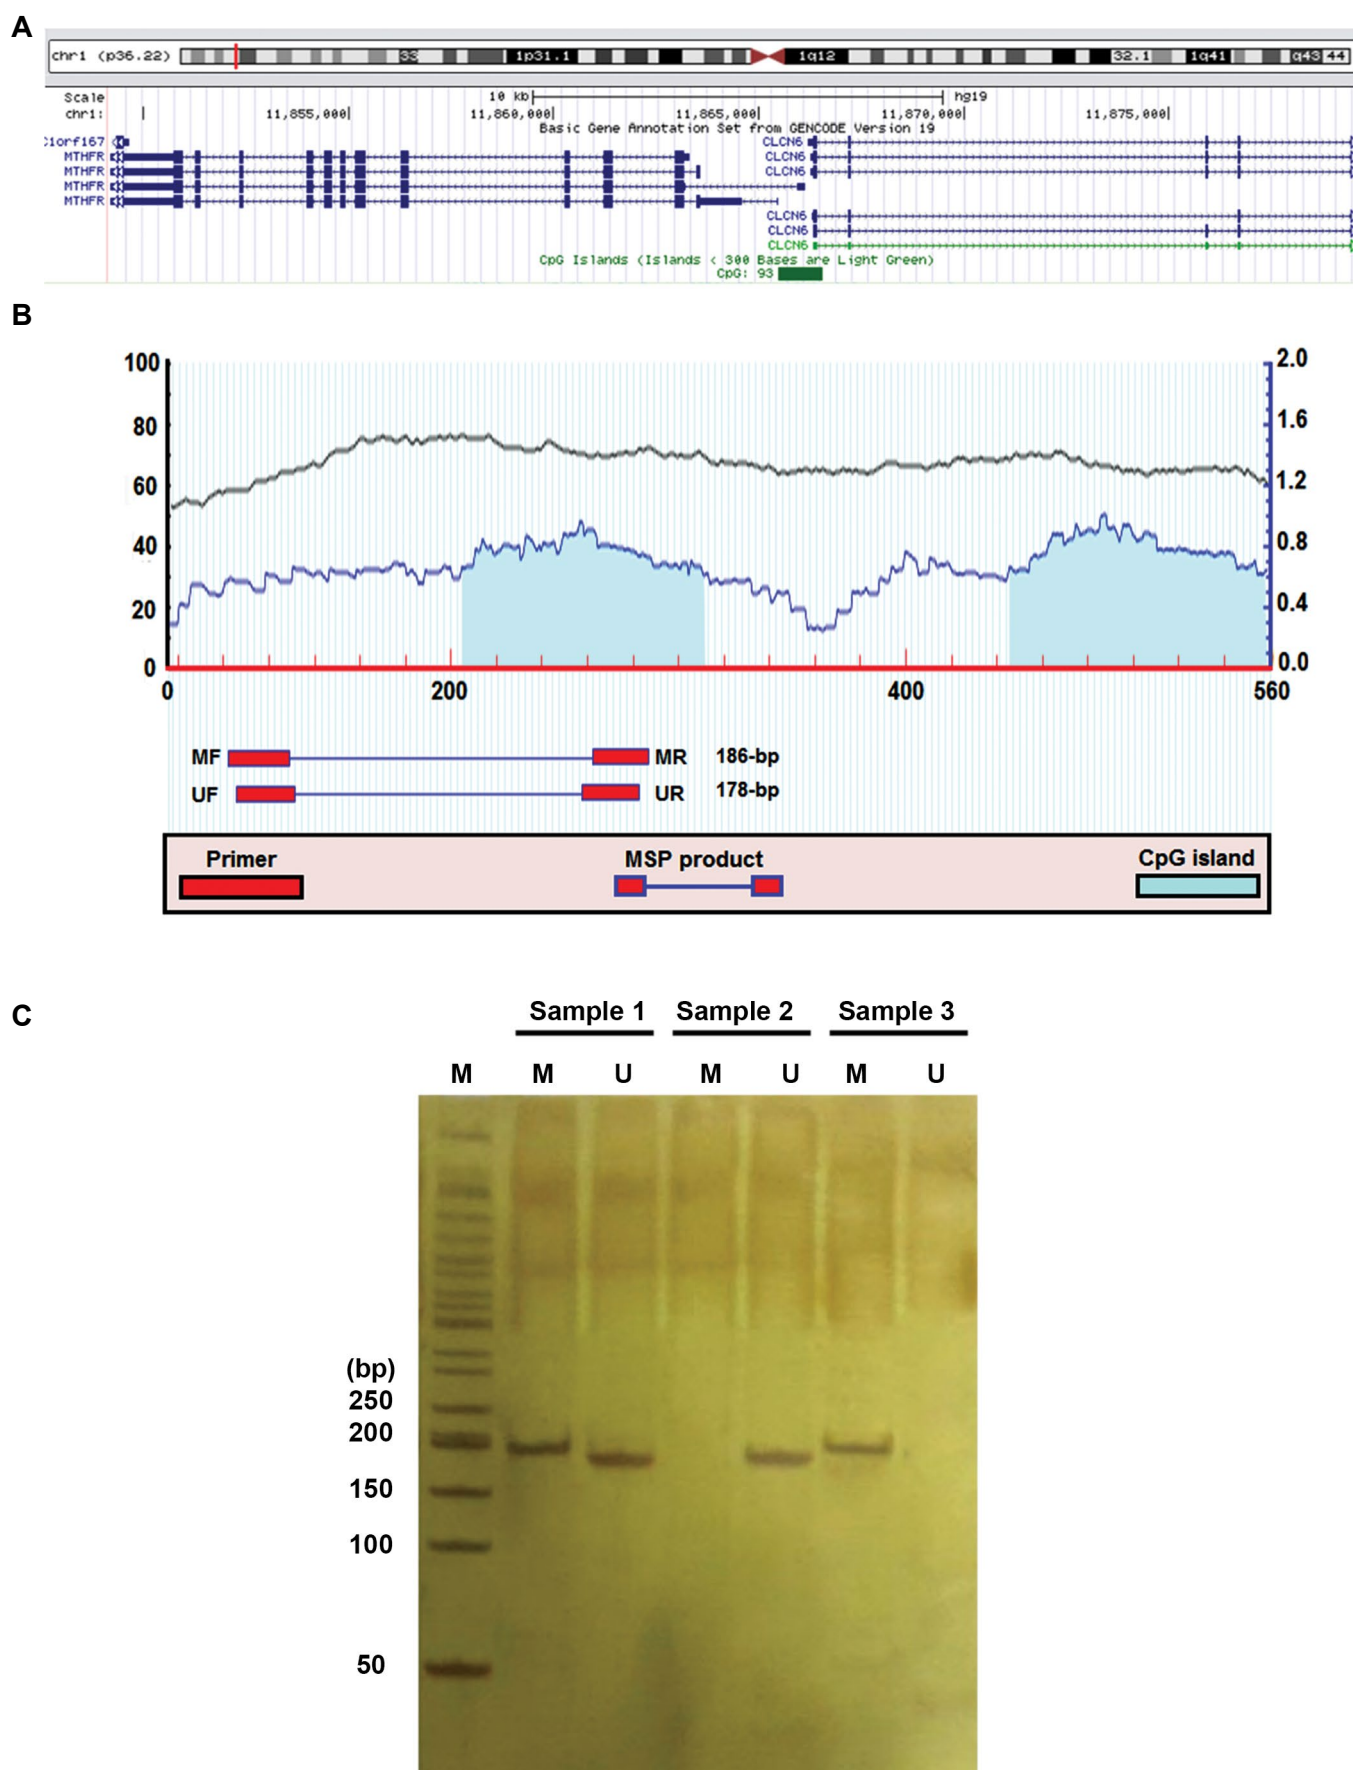 A
chr1 (p36.22) 33 1p31.1 1q12 32.1 1q41 q43 44
Scale 10 kb hg19
chr1: 11,855,000 11,860,000 11,865,000 11,870,000 11,875,000
Basic Gene Annotation Set from GENCODE Version 19
C1orf167 CLCN6
MTHFR CLCN6
MTHFR CLCN6
MTHFR
MTHFR
CLCN6
CLCN6
CLCN6
CpG Islands (Islands < 300 Bases are Light Green)
CpG: 93
B
100 2.0
80 1.6
60 1.2
40 0.8
20 0.4
0 0.0
0 200 400 560
MF MR 186-bp
UF UR 178-bp
Primer MSP product CpG island
C
Sample 1 Sample 2 Sample 3
M M U M U M U
(bp)
250
200
150
100
50